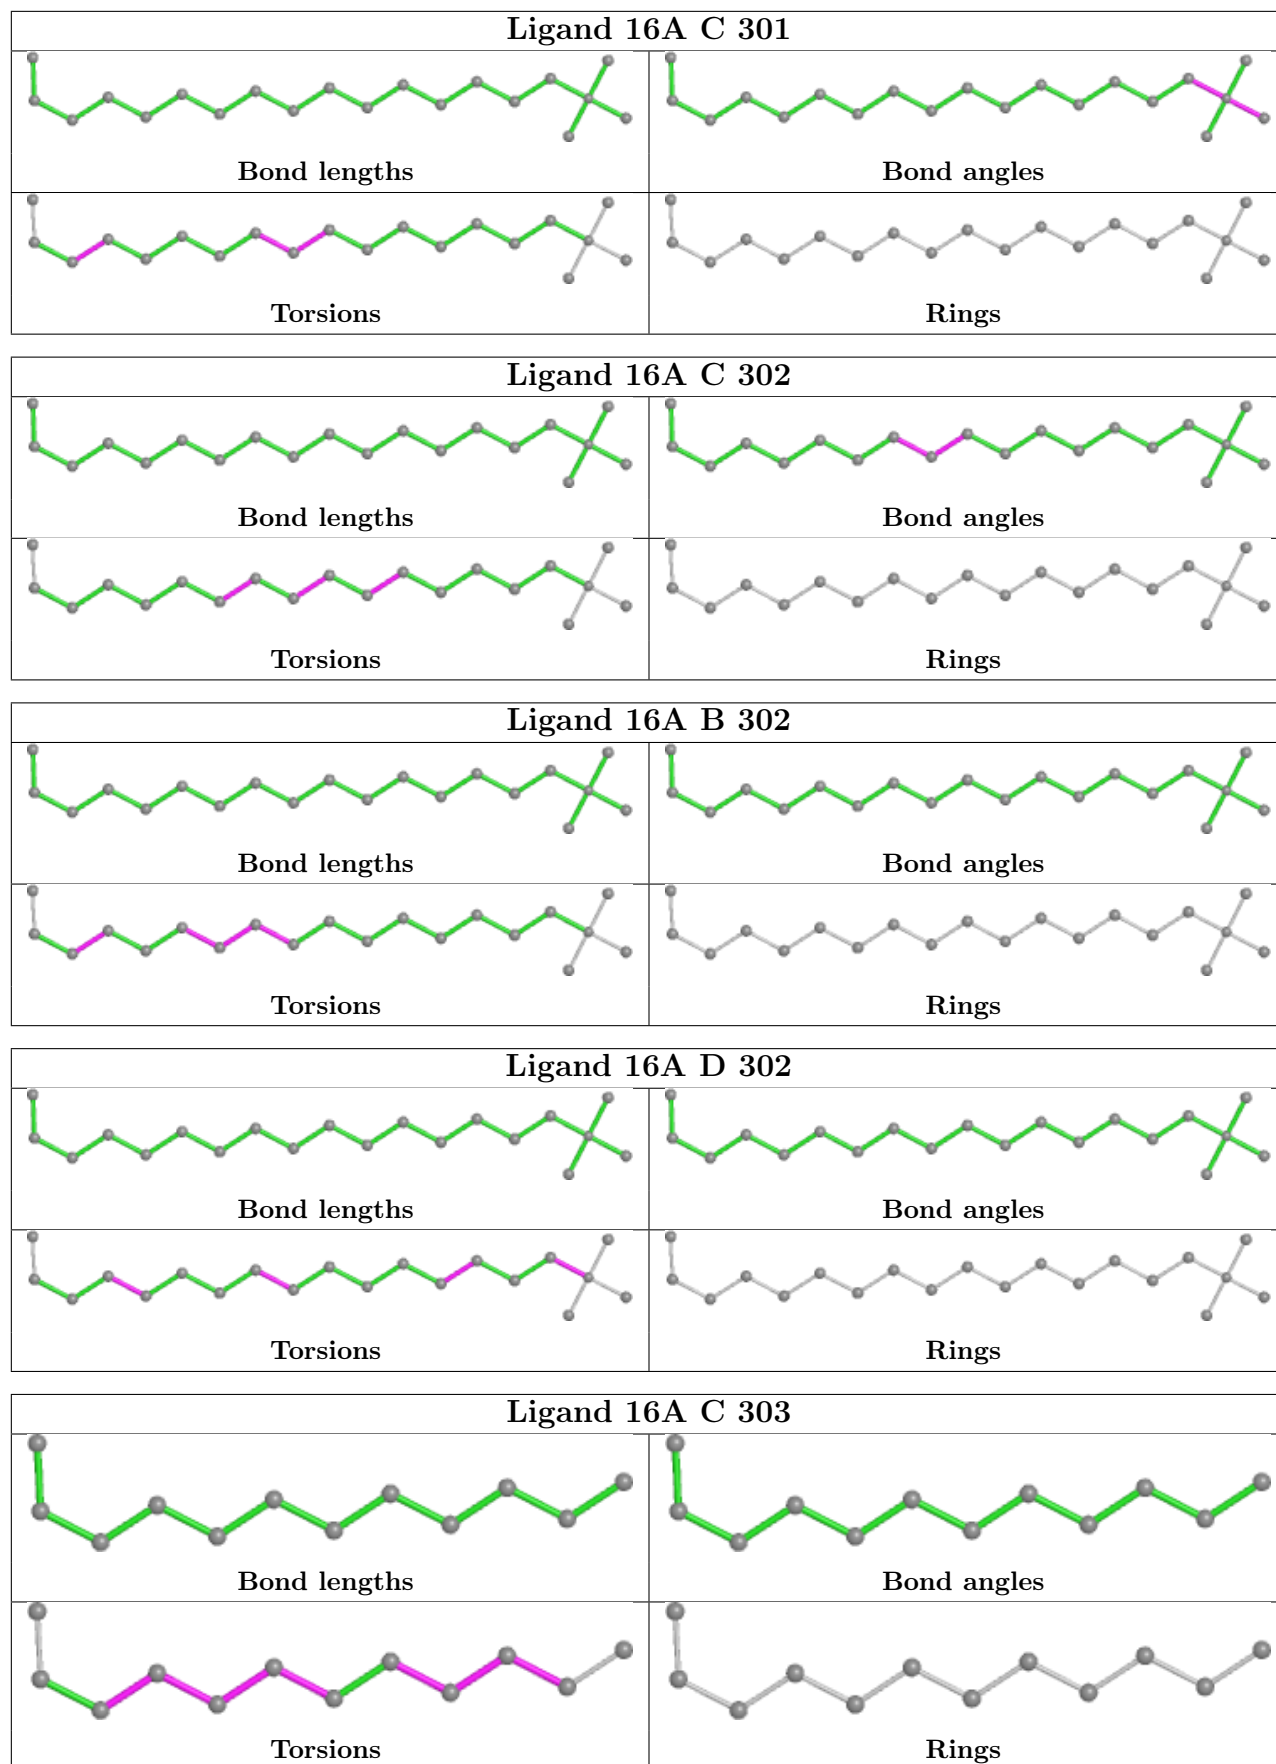 Ligand 16A C 301
Bond lengths
Bond angles
Torsions
Rings
Ligand 16A C 302
Bond lengths
Bond angles
Torsions
Rings
Ligand 16A B 302
Bond lengths
Bond angles
Torsions
Rings
Ligand 16A D 302
Bond lengths
Bond angles
Torsions
Rings
Ligand 16A C 303
Bond lengths
Bond angles
Torsions
Rings